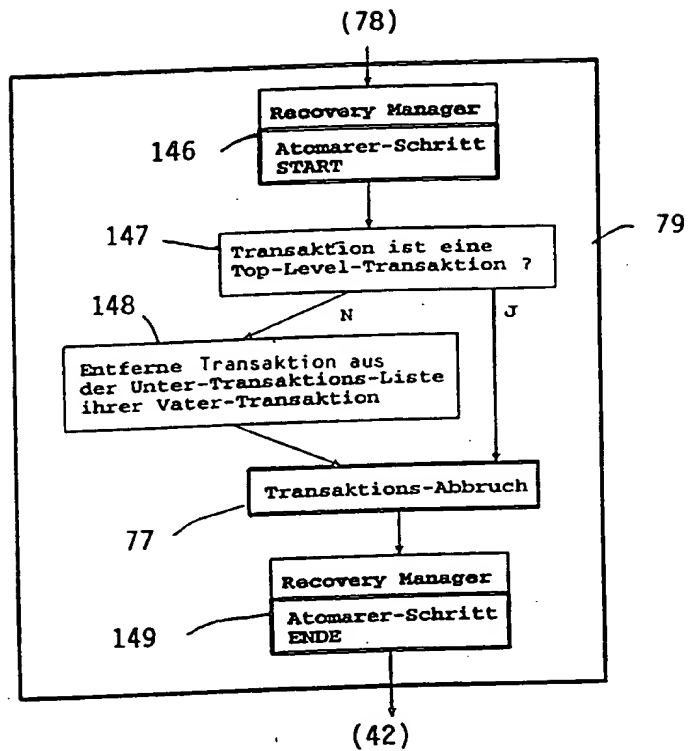 (78)
Recovery Manager
146
Atomarer-Schritt
START
79
147
Transaktion ist eine
Top-Level-Transaktion ?
148
N
J
Entferne Transaktion aus
der Unter-Transaktions-Liste
ihrer Vater-Transaktion
Transaktions-Abbruch
77
Recovery Manager
Atomarer-Schritt
ENDE
149
(42)